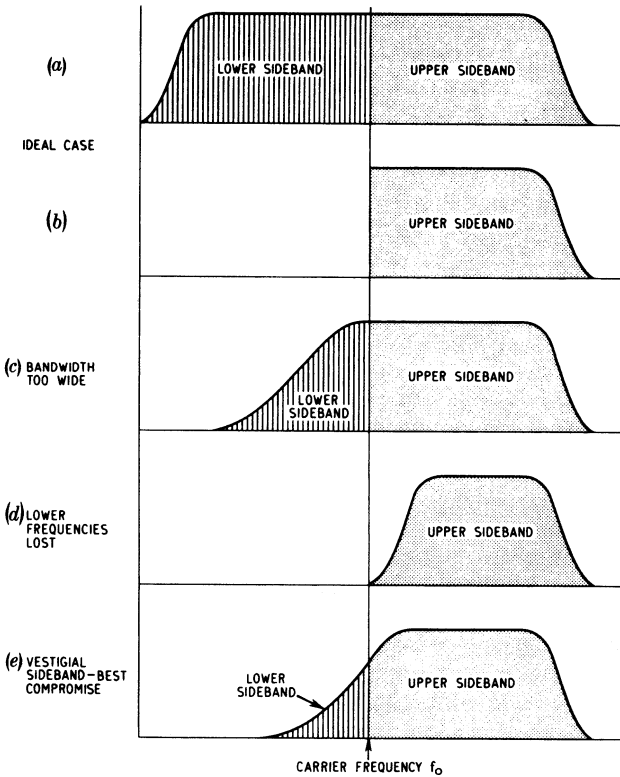 (a)
LOWER SIDEBAND
UPPER SIDEBAND
IDEAL CASE
(b)
UPPER SIDEBAND
(c) BANDWIDTH
TOO WIDE
LOWER
SIDEBAND
UPPER SIDEBAND
(d) LOWER
FREQUENCIES
LOST
UPPER SIDEBAND
(e) VESTIGIAL
SIDEBAND-BEST
COMPROMISE
LOWER
SIDEBAND
UPPER SIDEBAND
CARRIER FREQUENCY fo